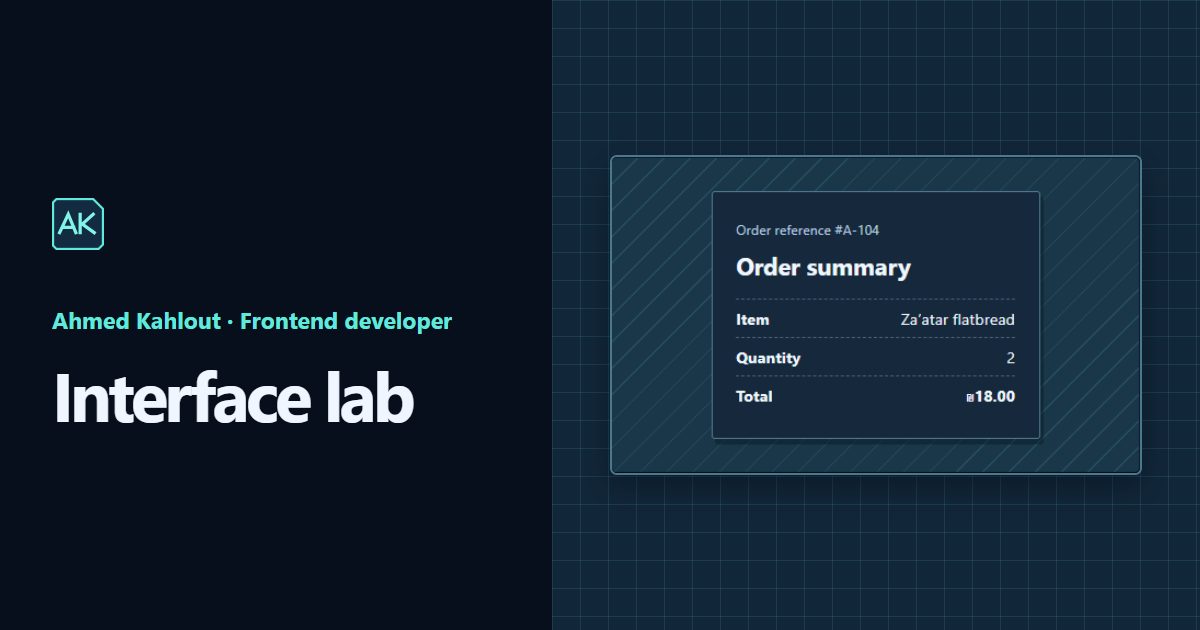 AK
Ahmed Kahlout · Frontend developer
Interface lab
Order reference #A-104
Order summary
Item Za’atar flatbread
Quantity 2
Total ₪18.00